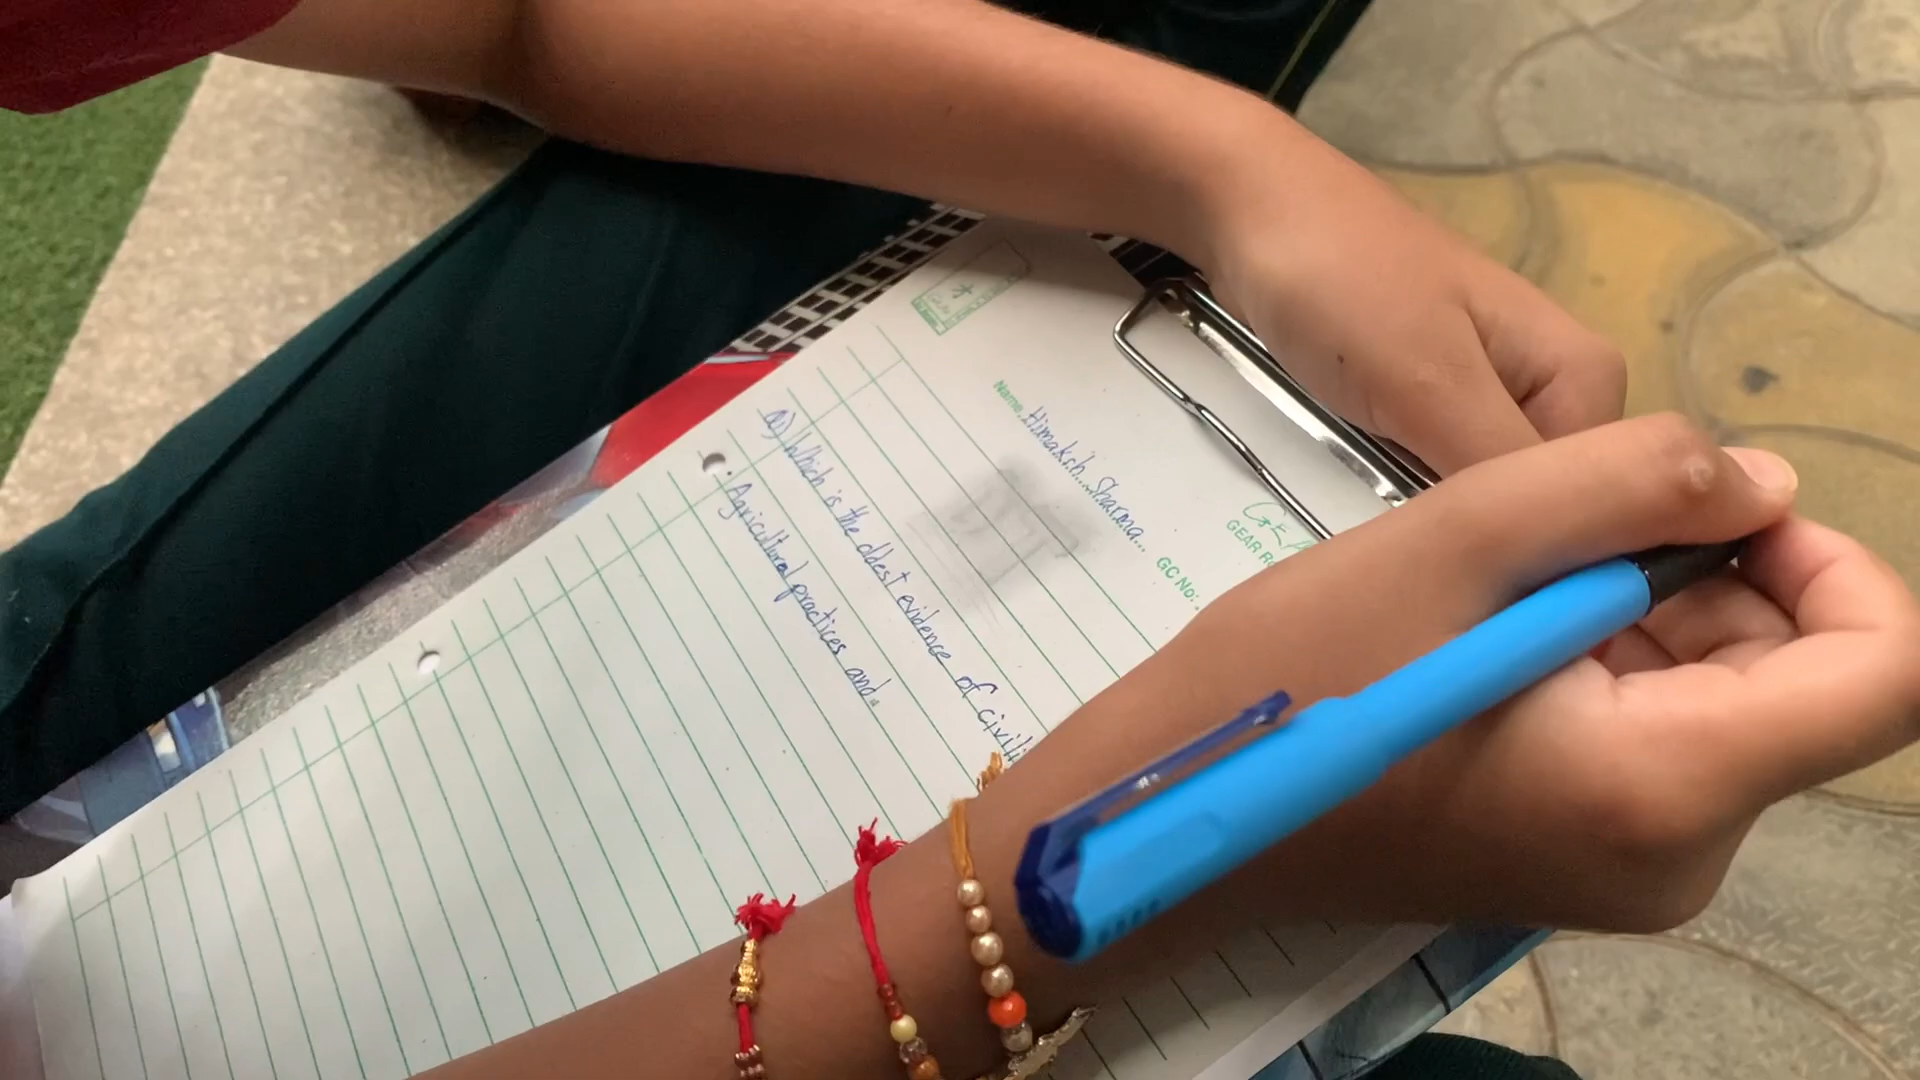 GEAR
Name Himaksh Sharma
GC No:
Q) Which is the oldest evidence of civili
Agricultural practices and